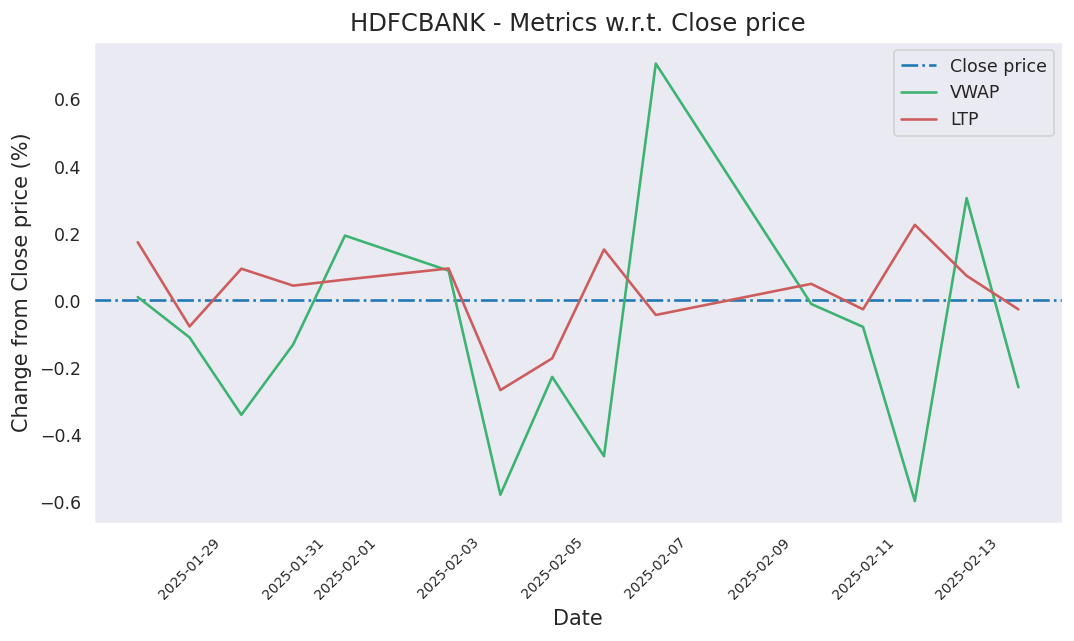 HDFCBANK - Metrics w.r.t. Close price
Close price
VWAP
LTP
Change from Close price (%)
0.6
0.4
0.2
0.0
−0.2
−0.4
−0.6
2025-01-29
2025-01-31
2025-02-01
2025-02-03
2025-02-05
2025-02-07
2025-02-09
2025-02-11
2025-02-13
Date